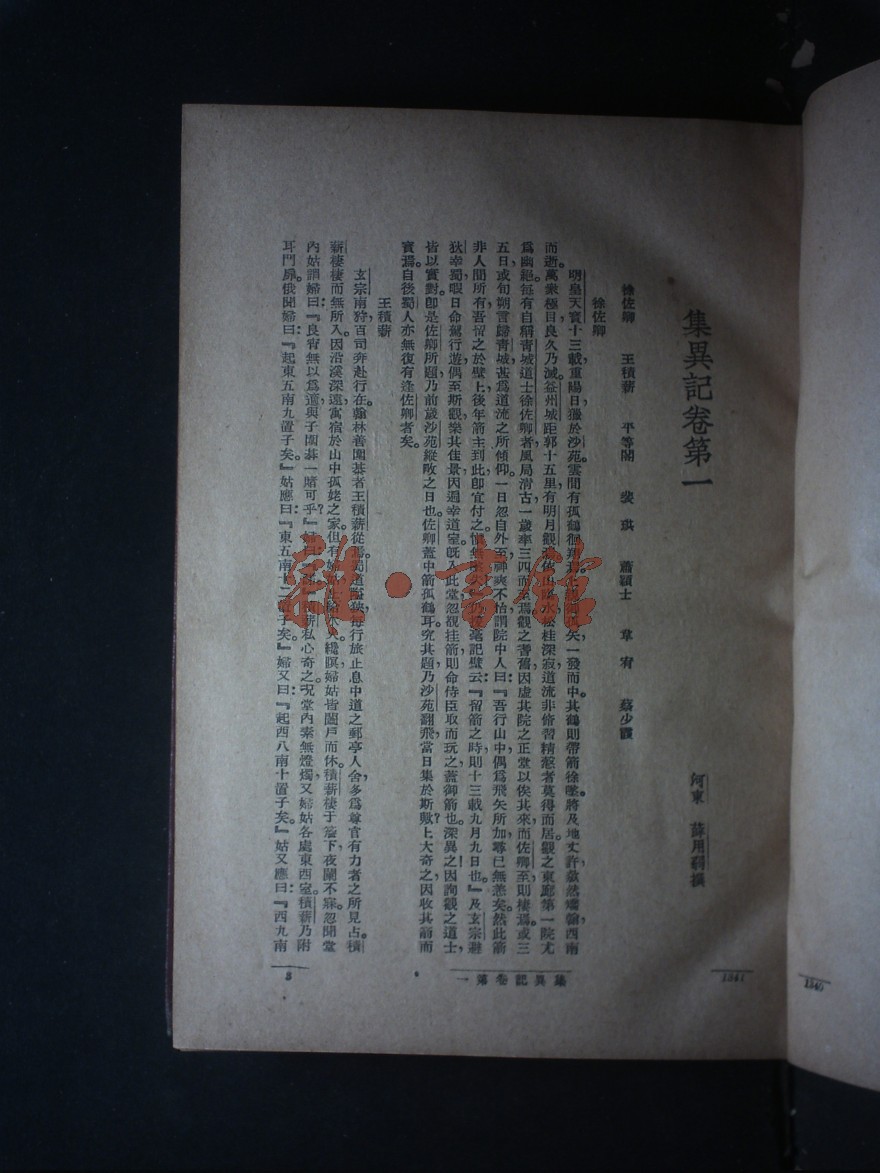 集異記卷第一
河東 薛用弱撰
徐佐卿 王積薪 平等閣 裴珙 蕭穎士 韋宥 蔡少霞
徐佐卿
明皇天寶十三載重陽日獵於沙苑。雲間有孤鶴徊翔 矢一發而中。其鶴則帶箭徐墜將及地丈許歘然矯翰西南
而逝。萬衆極目良久乃滅。益州城距郭十五里有明月觀。依山 水松桂深寂道流非修習精愨者莫得而居。觀之東廊第一院尤
爲幽絕。每有自稱青城道士徐佐卿者風局清古一歲率三四而至焉。觀之耆舊因虛其院之正堂以俟其來而佐卿至則棲焉。或三
五日或旬朔言歸青城。甚爲道流之所傾仰。一日忽自外至神爽不怡謂院中人曰:『吾行山中偶爲飛矢所加尋已無恙矣。然此箭
非人間所有吾留之於壁上後年箭主到此卽宜付之愼無墜 毫記壁云:『留箭之時則十三載九月九日也。』及玄宗避
狄幸蜀暇日命駕行遊偶至斯觀樂其佳景因過幸道室。旣入此堂忽覩挂箭則命侍臣取而玩之蓋御箭也。深異之因詢觀之道士,
皆以實對。卽是佐卿所題乃前歲沙苑縱畋之日也。佐卿蓋中箭孤鶴耳。究其題乃沙苑翻飛當日集於斯歟?上大奇之因收其箭而
寶焉。自後蜀人亦無復有逢佐卿者矣。
王積薪
玄宗南狩百司奔赴行在。翰林善圍棊者王積薪從焉。蜀道隘狹每行旅止息中道之郵亭人舍多爲尊官有力者之所見占。積
薪棲棲而無所入。因沿溪深遠寓宿於山中孤姥之家。但有婦 水火。纔暝婦姑皆闔戶而休。積薪棲于簷下夜闌不寐。忽聞堂
內姑謂婦曰:『良宵無以爲適與子圍棊一賭可乎?』婦曰: 積薪私心奇之。况堂內素無燈燭又婦姑各處東西室。積薪乃附
耳門扉。俄聞婦曰:『起東五南九置子矣。』姑應曰:『東五南十二置子矣。』婦又曰:『起西八南十置子矣。』姑又應曰:『西九南
集異記卷第一
3
1341
1340
雜·書館